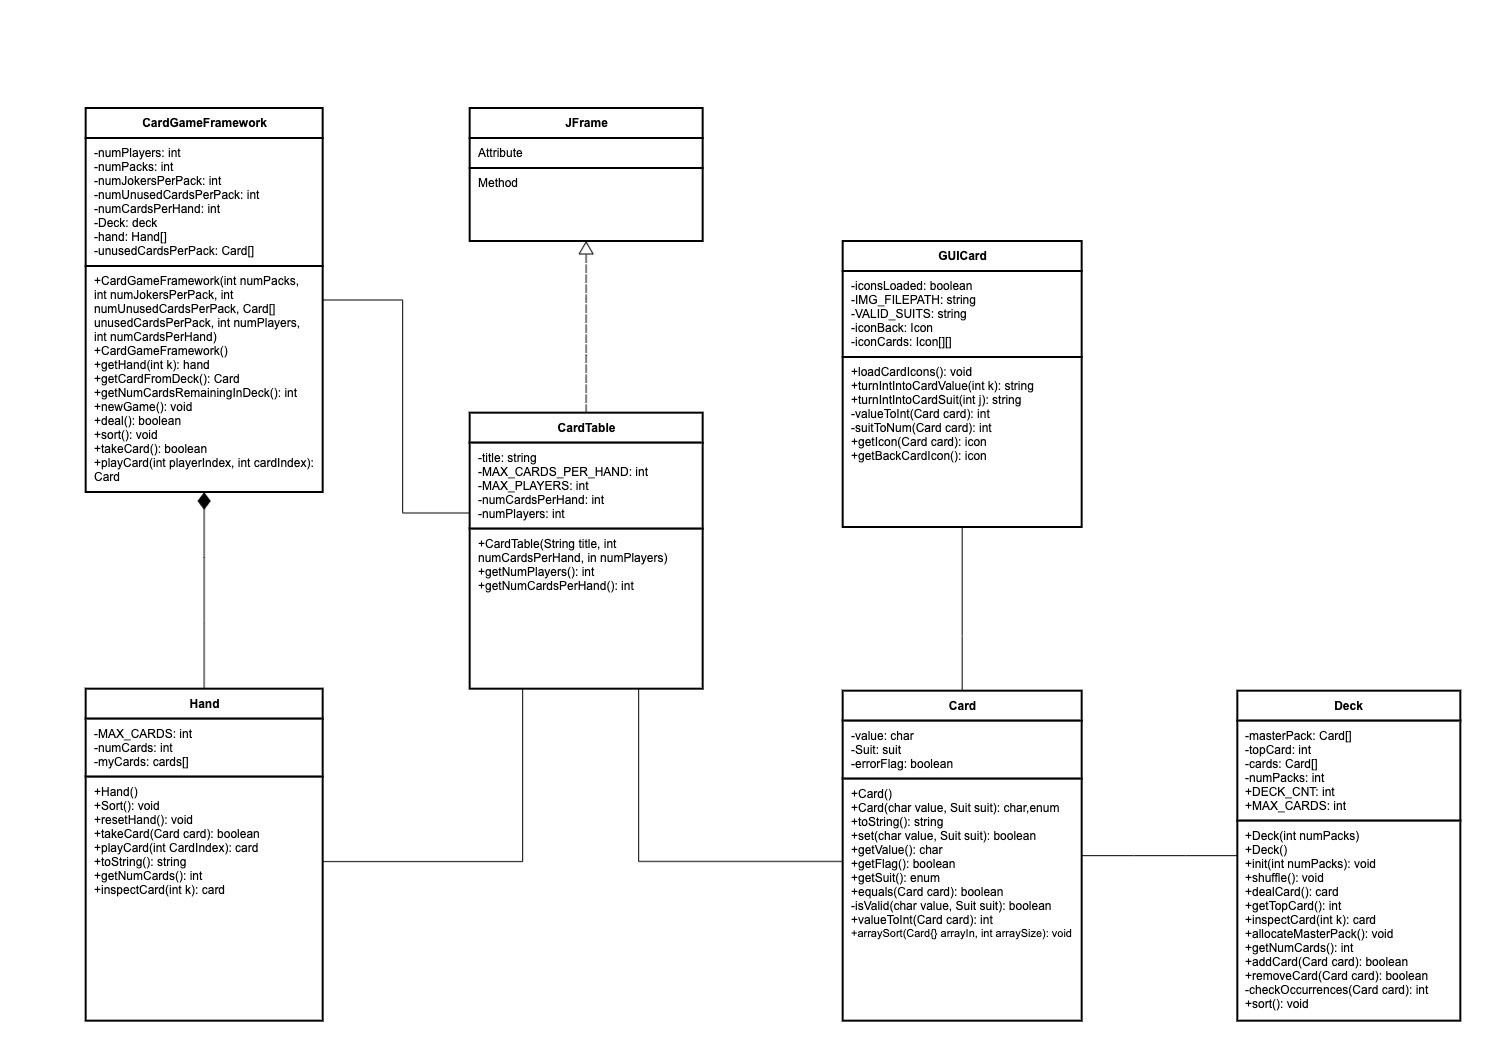 CardGameFramework
-numPlayers: int
-numPacks: int
-numJokersPerPack: int
-numUnusedCardsPerPack: int
-numCardsPerHand: int
-Deck: deck
-hand: Hand[]
-unusedCardsPerPack: Card[]
+CardGameFramework(int numPacks,
int numJokersPerPack, int
numUnusedCardsPerPack, Card[]
unusedCardsPerPack, int numPlayers,
int numCardsPerHand)
+CardGameFramework()
+getHand(int k): hand
+getCardFromDeck(): Card
+getNumCardsRemainingInDeck(): int
+newGame(): void
+deal(): boolean
+sort(): void
+takeCard(): boolean
+playCard(int playerIndex, int cardIndex):
Card
JFrame
Attribute
Method
GUICard
-iconsLoaded: boolean
-IMG_FILEPATH: string
-VALID_SUITS: string
-iconBack: Icon
-iconCards: Icon[][]
+loadCardIcons(): void
+turnIntIntoCardValue(int k): string
+turnIntIntoCardSuit(int j): string
-valueToInt(Card card): int
-suitToNum(Card card): int
+getIcon(Card card): icon
+getBackCardIcon(): icon
CardTable
-title: string
-MAX_CARDS_PER_HAND: int
-MAX_PLAYERS: int
-numCardsPerHand: int
-numPlayers: int
+CardTable(String title, int
numCardsPerHand, in numPlayers)
+getNumPlayers(): int
+getNumCardsPerHand(): int
Hand
-MAX_CARDS: int
-numCards: int
-myCards: cards[]
+Hand()
+Sort(): void
+resetHand(): void
+takeCard(Card card): boolean
+playCard(int CardIndex): card
+toString(): string
+getNumCards(): int
+inspectCard(int k): card
Card
-value: char
-Suit: suit
-errorFlag: boolean
+Card()
+Card(char value, Suit suit): char,enum
+toString(): string
+set(char value, Suit suit): boolean
+getValue(): char
+getFlag(): boolean
+getSuit(): enum
+equals(Card card): boolean
-isValid(char value, Suit suit): boolean
+valueToInt(Card card): int
+arraySort(Card{} arrayIn, int arraySize): void
Deck
-masterPack: Card[]
-topCard: int
-cards: Card[]
-numPacks: int
+DECK_CNT: int
+MAX_CARDS: int
+Deck(int numPacks)
+Deck()
+init(int numPacks): void
+shuffle(): void
+dealCard(): card
+getTopCard(): int
+inspectCard(int k): card
+allocateMasterPack(): void
+getNumCards(): int
+addCard(Card card): boolean
+removeCard(Card card): boolean
-checkOccurrences(Card card): int
+sort(): void